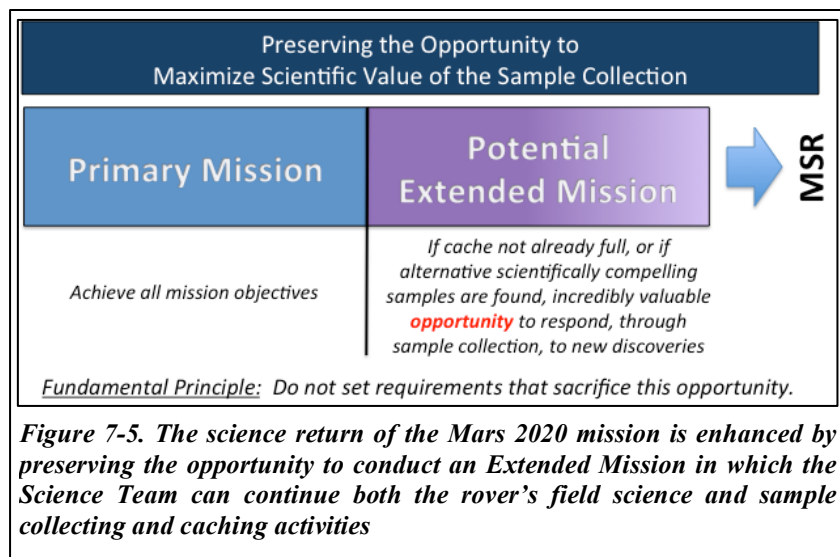 Preserving the Opportunity to
Maximize Scientific Value of the Sample Collection
Primary Mission
Potential
Extended Mission
MSR
Achieve all mission objectives
If cache not already full, or if
alternative scientifically compelling
samples are found, incredibly valuable
opportunity to respond, through
sample collection, to new discoveries
Fundamental Principle: Do not set requirements that sacrifice this opportunity.
Figure 7-5. The science return of the Mars 2020 mission is enhanced by
preserving the opportunity to conduct an Extended Mission in which the
Science Team can continue both the rover's field science and sample
collecting and caching activities